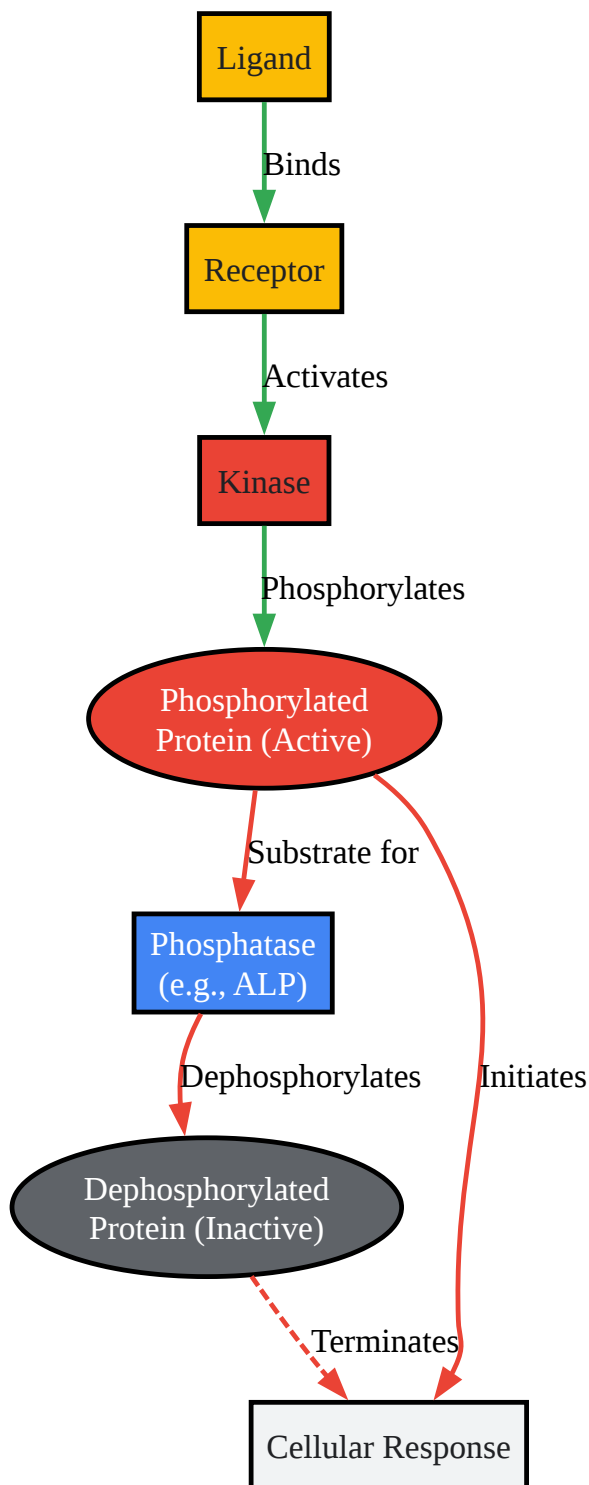 Ligand
Binds
Receptor
Activates
Kinase
Phosphorylates
Phosphorylated
Protein (Active)
Substrate for
Phosphatase
(e.g., ALP)
Dephosphorylates
Initiates
Dephosphorylated
Protein (Inactive)
Terminates
Cellular Response